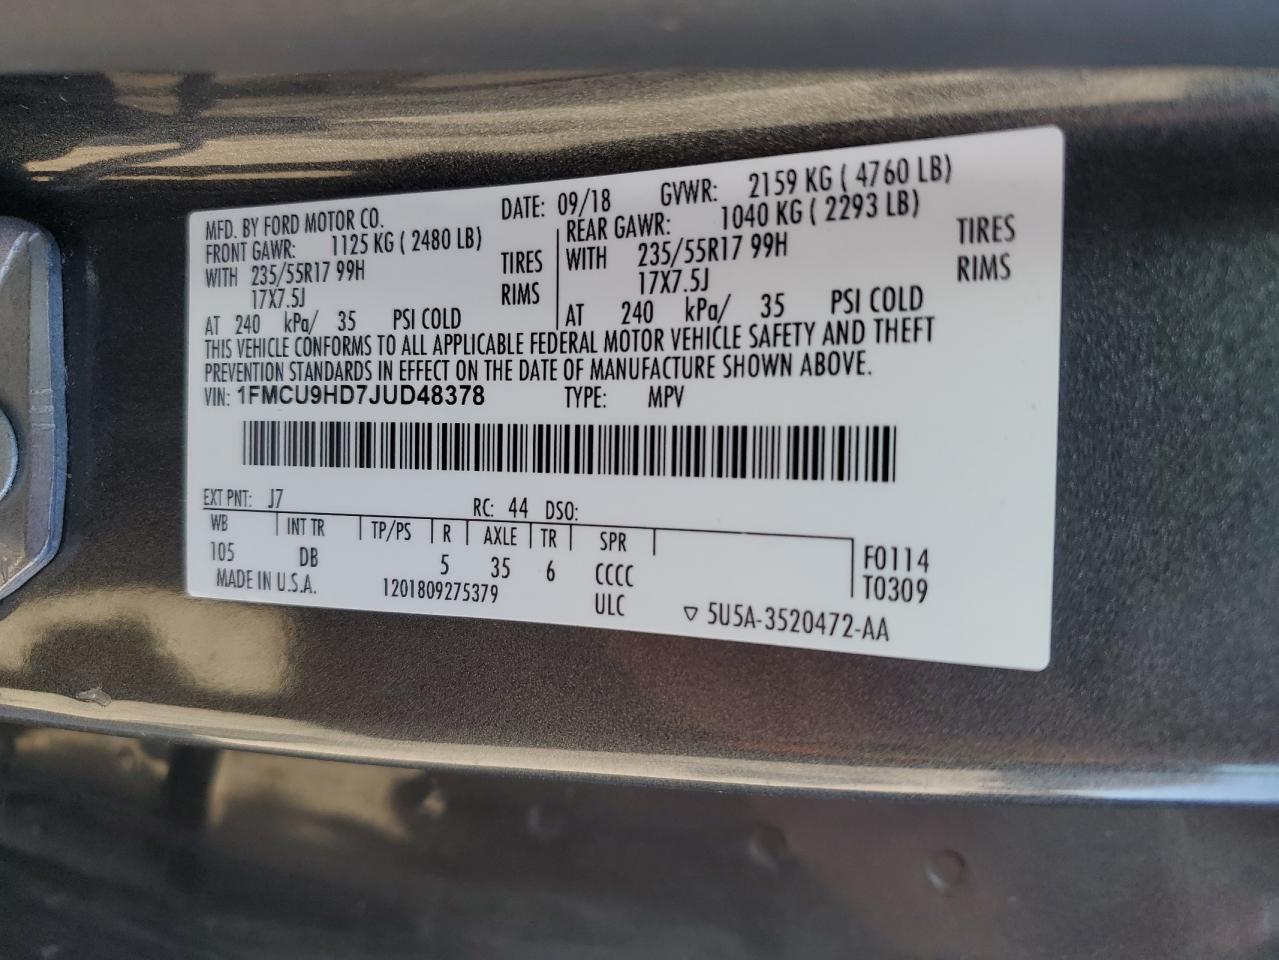 MFD. BY FORD MOTOR CO. DATE: 09/18 GVWR: 2159 KG ( 4760 LB)
FRONT GAWR: 1125 KG ( 2480 LB) REAR GAWR: 1040 KG ( 2293 LB)
WITH 235/55R17 99H TIRES WITH 235/55R17 99H TIRES
17X7.5J RIMS 17X7.5J RIMS
AT 240 kPa/ 35 PSI COLD AT 240 kPa/ 35 PSI COLD
THIS VEHICLE CONFORMS TO ALL APPLICABLE FEDERAL MOTOR VEHICLE SAFETY AND THEFT
PREVENTION STANDARDS IN EFFECT ON THE DATE OF MANUFACTURE SHOWN ABOVE.
VIN: 1FMCU9HD7JUD48378 TYPE: MPV
EXT PNT: J7 RC: 44 DSO:
WB INT TR TP/PS R AXLE TR SPR F0114
105 DB 5 35 6 CCCC T0309
MADE IN U.S.A. 1201809275379 ULC ▽ 5U5A-3520472-AA